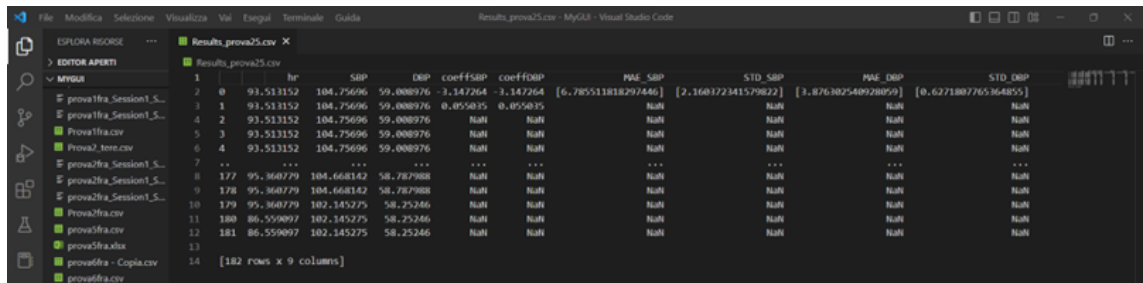 File Modifica Selezione Visualizza Vai Esegui Terminale Guida Results_prova25.csv - MyGUI - Visual Studio Code
ESPLORA RISORSE ... Results_prova25.csv ×
> EDITOR APERTI Results_prova25.csv
MYGUI
prova1fra_Session1_S...
prova1fra_Session1_S...
Prova1fra.csv
Prova2_tere.csv
prova2fra_Session1_S...
prova2fra_Session1_S...
prova2fra_Session1_S...
Prova2fra.csv
prova5fra.csv
prova5fra.xlsx
prova6fra - Copia.csv
prova6fra.csv
1 hr SBP DBP coeffSBP coeffDBP MAE_SBP STD_SBP MAE_DBP STD_DBP
2 0 93.513152 104.75696 59.008976 -3.147264 -3.147264 [6.785511818297446] [2.160372341579822] [3.876302540928059] [0.6271807765364855]
3 1 93.513152 104.75696 59.008976 0.055035 0.055035 NaN NaN NaN NaN
4 2 93.513152 104.75696 59.008976 NaN NaN NaN NaN NaN NaN
5 3 93.513152 104.75696 59.008976 NaN NaN NaN NaN NaN NaN
6 4 93.513152 104.75696 59.008976 NaN NaN NaN NaN NaN NaN
7 .. ... ... ... ... ... ... ... ... ...
8 177 95.360779 104.668142 58.787988 NaN NaN NaN NaN NaN NaN
9 178 95.360779 104.668142 58.787988 NaN NaN NaN NaN NaN NaN
10 179 95.360779 102.145275 58.25246 NaN NaN NaN NaN NaN NaN
11 180 86.559097 102.145275 58.25246 NaN NaN NaN NaN NaN NaN
12 181 86.559097 102.145275 58.25246 NaN NaN NaN NaN NaN NaN
13
14 [182 rows x 9 columns]